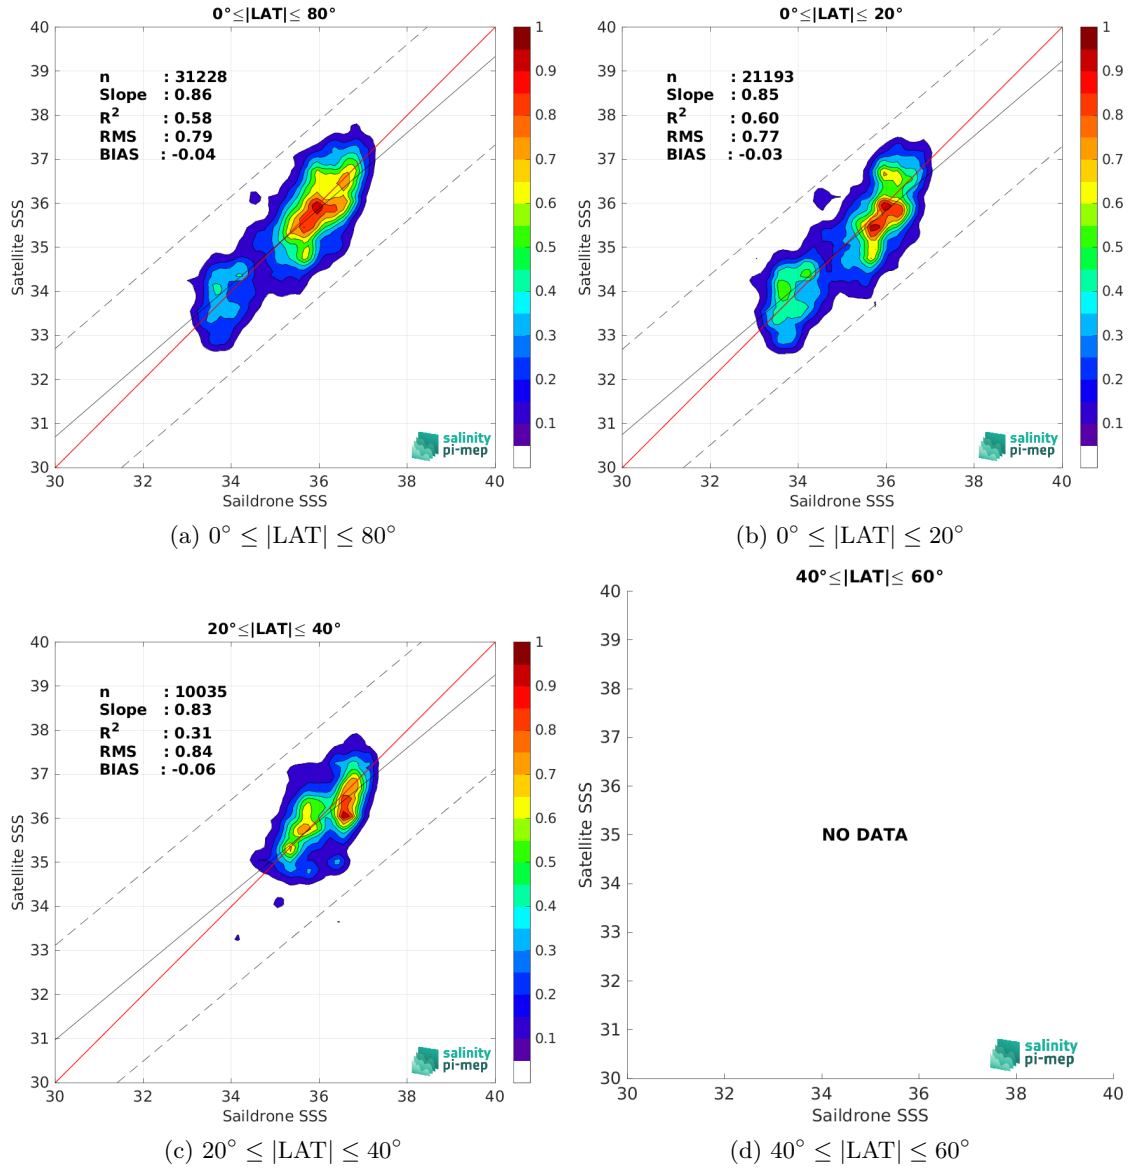 0°≤|LAT|≤ 80°
40
39
38
37
36
35
34
33
32
31
30
Satellite SSS
n : 31228
Slope : 0.86
R² : 0.58
RMS : 0.79
BIAS : -0.04
salinity
pi-mep
30 32 34 36 38 40
Saildrone SSS
1
0.9
0.8
0.7
0.6
0.5
0.4
0.3
0.2
0.1
(a) 0° ≤ |LAT| ≤ 80°
0°≤|LAT|≤ 20°
40
39
38
37
36
35
34
33
32
31
30
Satellite SSS
n : 21193
Slope : 0.85
R² : 0.60
RMS : 0.77
BIAS : -0.03
salinity
pi-mep
30 32 34 36 38 40
Saildrone SSS
1
0.9
0.8
0.7
0.6
0.5
0.4
0.3
0.2
0.1
(b) 0° ≤ |LAT| ≤ 20°
20°≤|LAT|≤ 40°
40
39
38
37
36
35
34
33
32
31
30
Satellite SSS
n : 10035
Slope : 0.83
R² : 0.31
RMS : 0.84
BIAS : -0.06
salinity
pi-mep
30 32 34 36 38 40
Saildrone SSS
1
0.9
0.8
0.7
0.6
0.5
0.4
0.3
0.2
0.1
(c) 20° ≤ |LAT| ≤ 40°
40°≤|LAT|≤ 60°
40
39
38
37
36
35
34
33
32
31
30
Satellite SSS
NO DATA
salinity
pi-mep
30 32 34 36 38 40
Saildrone SSS
(d) 40° ≤ |LAT| ≤ 60°